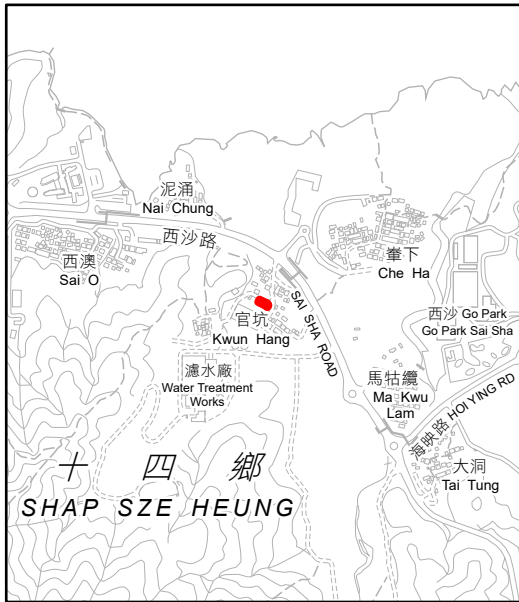 泥涌
Nai Chung
西沙路
西澳
Sai O
輋下
Che Ha
SAI SHA ROAD
官坑
Kwun Hang
西沙 Go Park
Go Park Sai Sha
濾水廠
Water Treatment
Works
馬牯纜
Ma Kwu
Lam
海映路 HOI YING RD
大洞
Tai Tung
十四鄉
SHAP SZE HEUNG